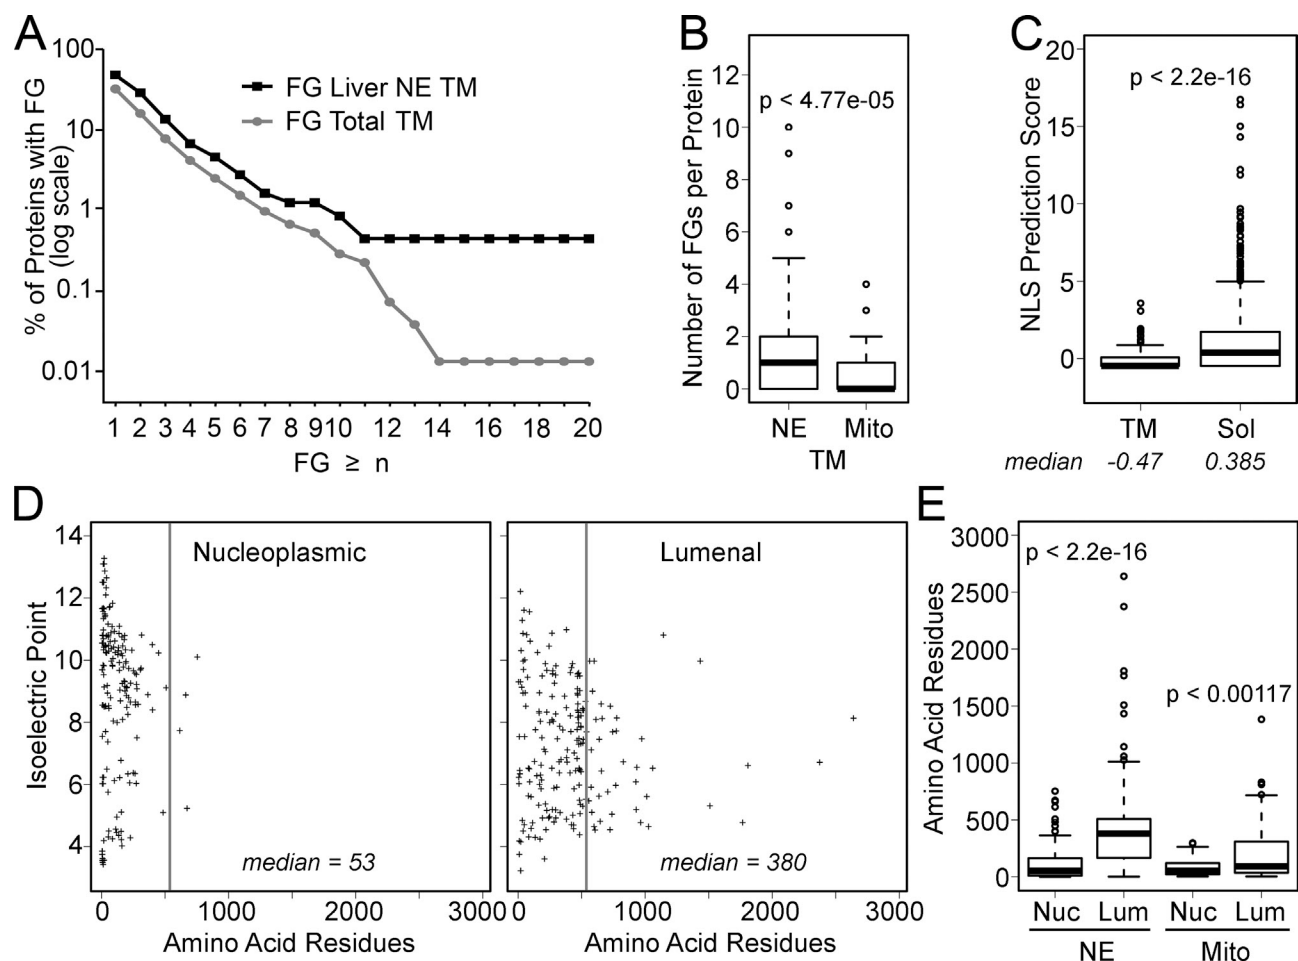 A
100
10
1
0.1
0.01
% of Proteins with FG
(log scale)
FG Liver NE TM
FG Total TM
1 2 3 4 5 6 7 8 9 10 12 14 16 18 20
FG ≥ n
B
12
10
8
6
4
2
0
Number of FGs per Protein
p < 4.77e-05
NE Mito
TM
C
20
15
10
5
0
NLS Prediction Score
p < 2.2e-16
TM Sol
median -0.47 0.385
D
14
12
10
8
6
4
Isoelectric Point
Nucleoplasmic
median = 53
0 1000 2000 3000
Amino Acid Residues
Lumenal
median = 380
0 1000 2000 3000
Amino Acid Residues
E
3000
2500
2000
1500
1000
500
0
Amino Acid Residues
p < 2.2e-16
p < 0.00117
Nuc Lum Nuc Lum
NE Mito